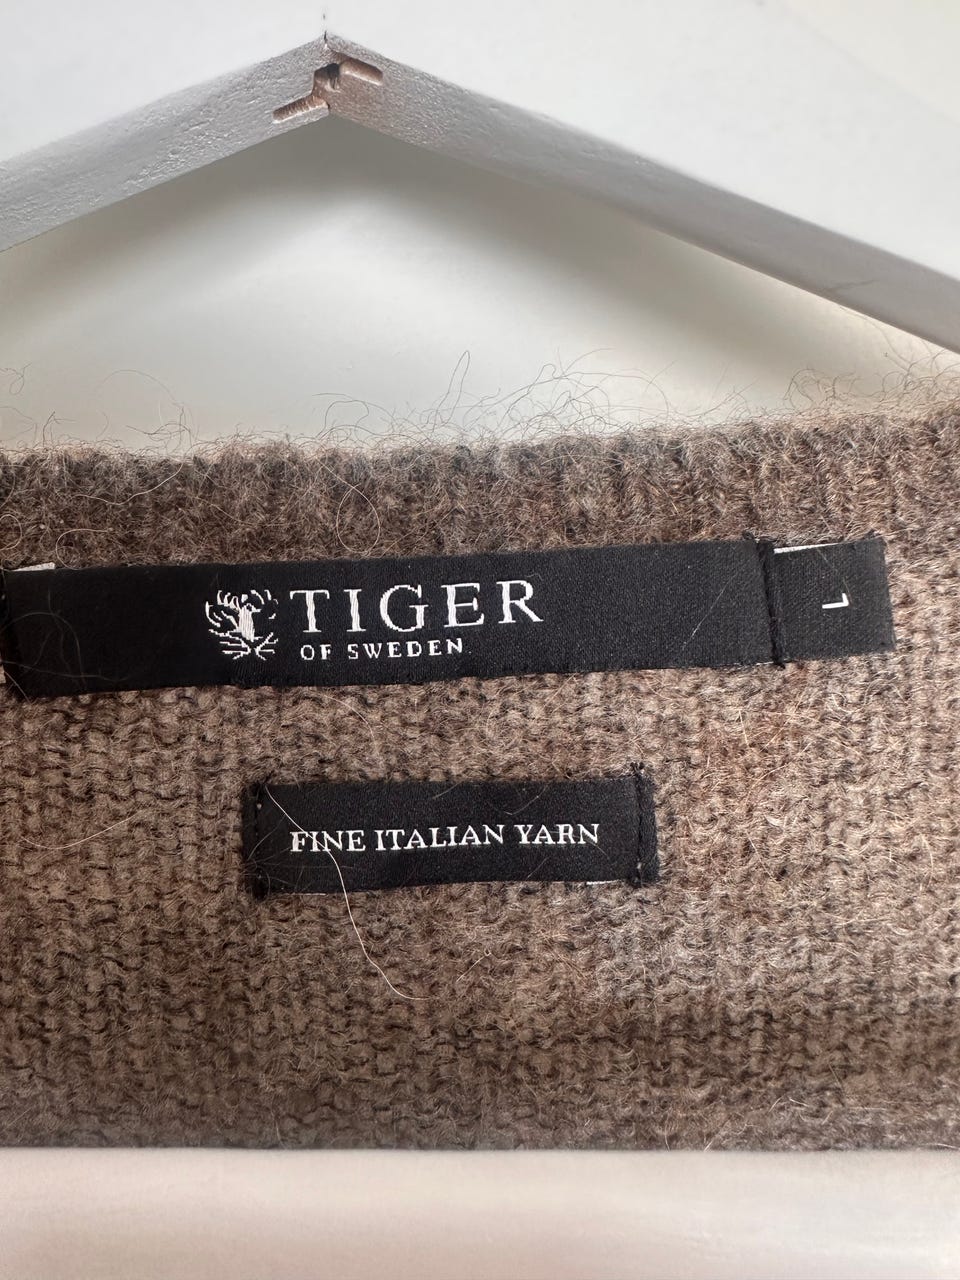 TIGER
OF SWEDEN
L
FINE ITALIAN YARN